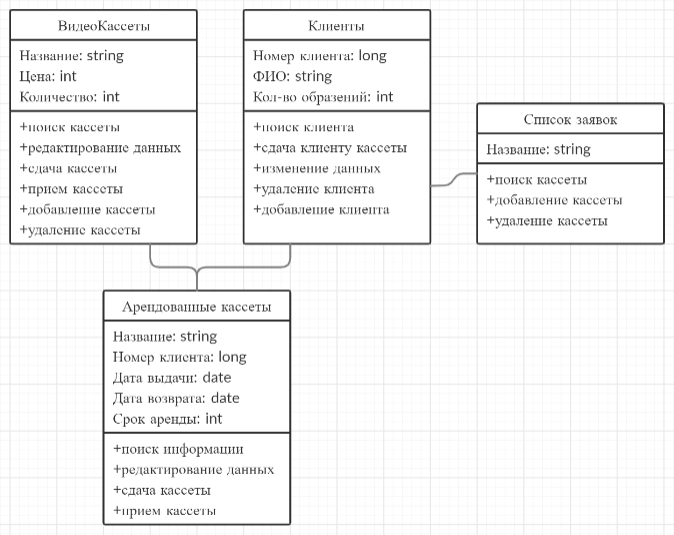 ВидеоКассеты
Название: string
Цена: int
Количество: int
+поиск кассеты
+редактирование данных
+сдача кассеты
+прием кассеты
+добавление кассеты
+удаление кассеты
Клиенты
Номер клиента: long
ФИО: string
Кол-во образений: int
+поиск клиента
+сдача клиенту кассеты
+изменение данных
+удаление клиента
+добавление клиента
Список заявок
Название: string
+поиск кассеты
+добавление кассеты
+удаление кассеты
Арендованные кассеты
Название: string
Номер клиента: long
Дата выдачи: date
Дата возврата: date
Срок аренды: int
+поиск информации
+редактирование данных
+сдача кассеты
+прием кассеты